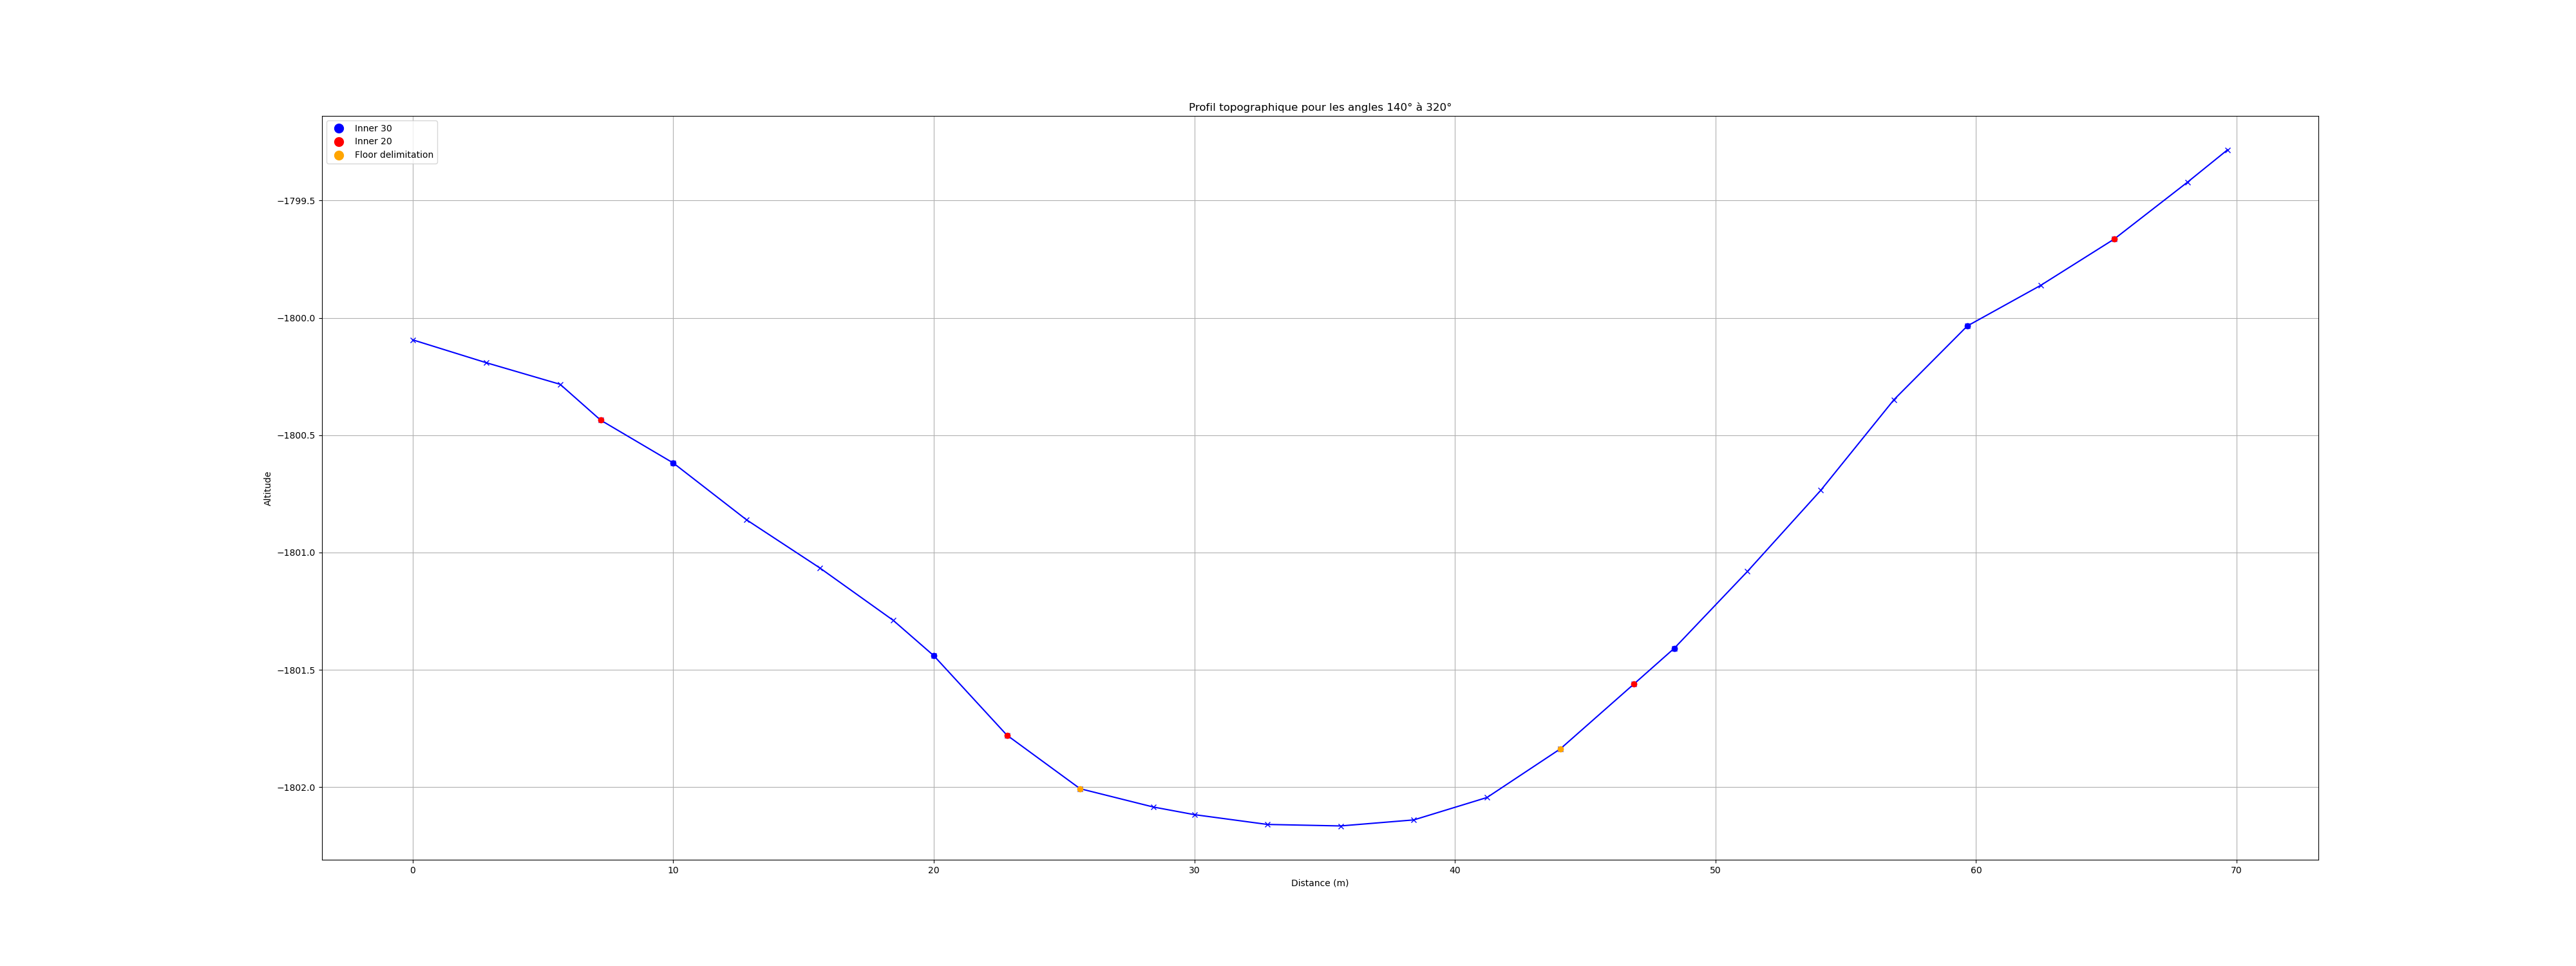 Profil topographique pour les angles 140° à 320°
Inner 30
Inner 20
Floor delimitation
Altitude
−1799.5
−1800.0
−1800.5
−1801.0
−1801.5
−1802.0
0 10 20 30 40 50 60 70
Distance (m)